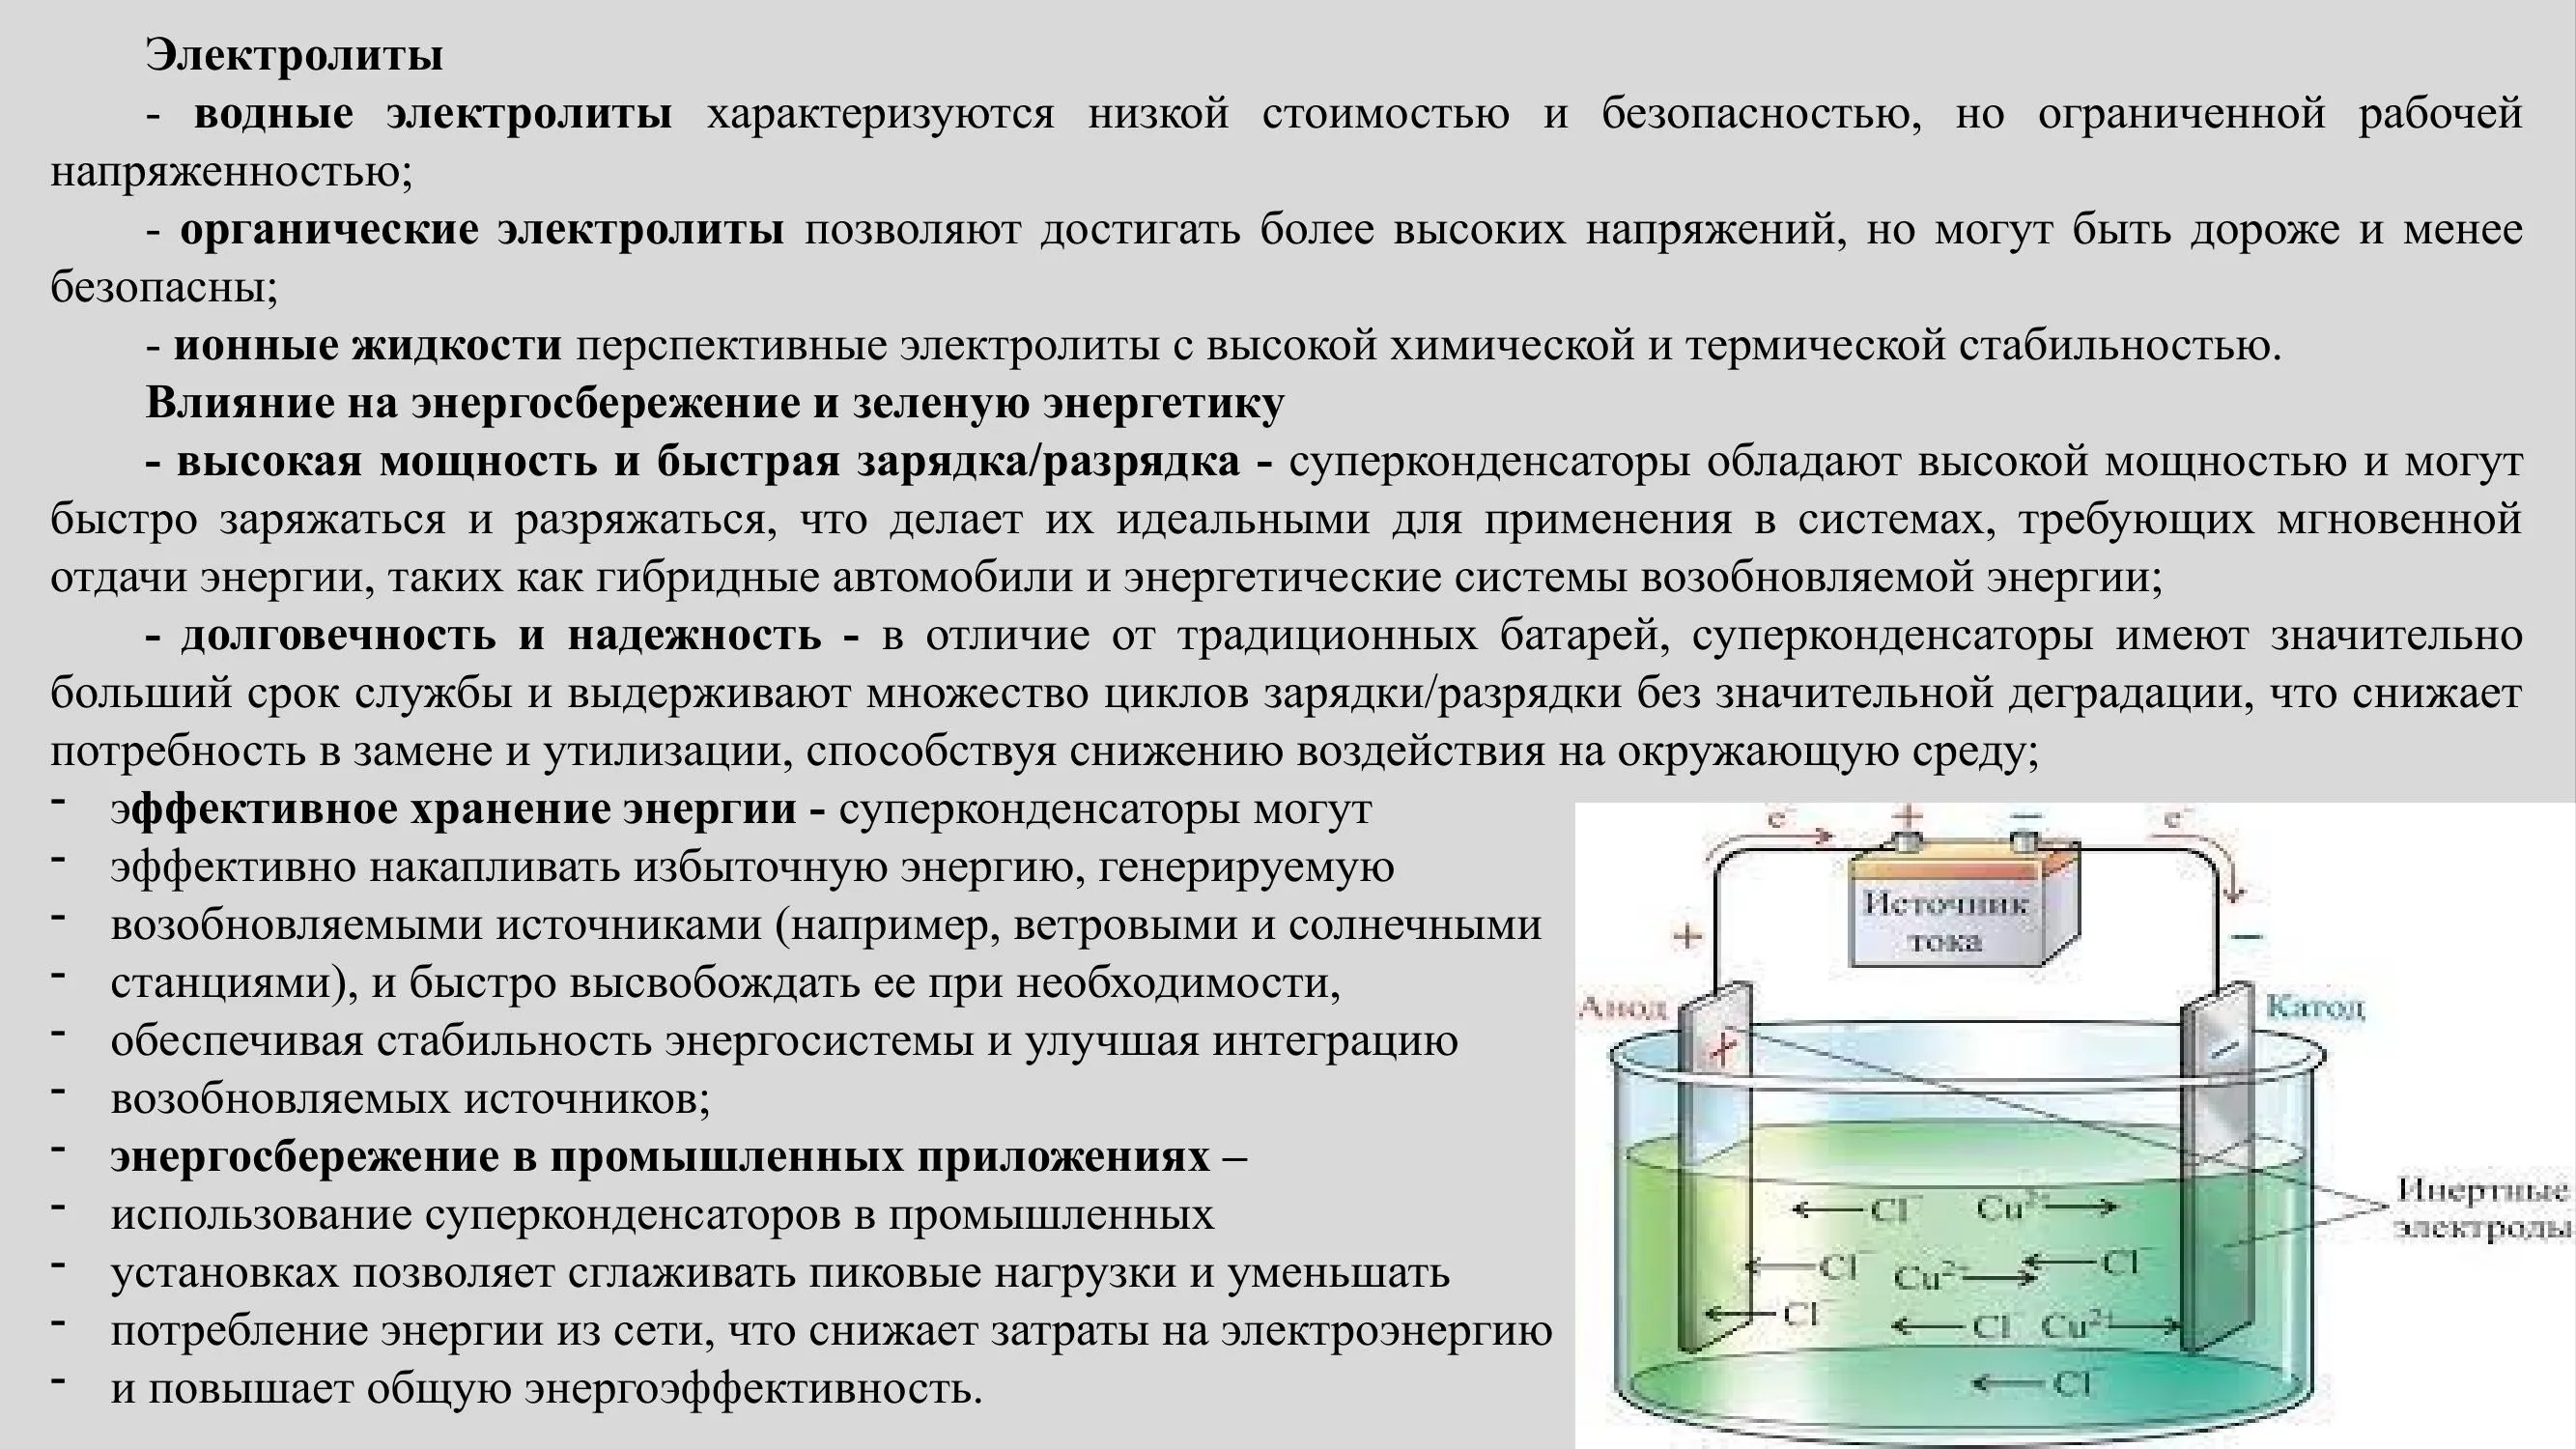 Электролиты
- водные электролиты характеризуются низкой стоимостью и безопасностью, но ограниченной рабочей
напряженностью;
- органические электролиты позволяют достигать более высоких напряжений, но могут быть дороже и менее
безопасны;
- ионные жидкости перспективные электролиты с высокой химической и термической стабильностью.
Влияние на энергосбережение и зеленую энергетику
- высокая мощность и быстрая зарядка/разрядка - суперконденсаторы обладают высокой мощностью и могут
быстро заряжаться и разряжаться, что делает их идеальными для применения в системах, требующих мгновенной
отдачи энергии, таких как гибридные автомобили и энергетические системы возобновляемой энергии;
- долговечность и надежность - в отличие от традиционных батарей, суперконденсаторы имеют значительно
больший срок службы и выдерживают множество циклов зарядки/разрядки без значительной деградации, что снижает
потребность в замене и утилизации, способствуя снижению воздействия на окружающую среду;
- эффективное хранение энергии - суперконденсаторы могут
- эффективно накапливать избыточную энергию, генерируемую
- возобновляемыми источниками (например, ветровыми и солнечными
- станциями), и быстро высвобождать ее при необходимости,
- обеспечивая стабильность энергосистемы и улучшая интеграцию
- возобновляемых источников;
- энергосбережение в промышленных приложениях –
- использование суперконденсаторов в промышленных
- установках позволяет сглаживать пиковые нагрузки и уменьшать
- потребление энергии из сети, что снижает затраты на электроэнергию
- и повышает общую энергоэффективность.
e⁻ + − e⁻
Источник
тока
+ −
Анод Катод
+ −
Инертные
электроды
Cl⁻ Cu²⁺
Cl⁻ Cu²⁺ Cl⁻
Cl⁻ Cl⁻ Cu²⁺
Cl⁻